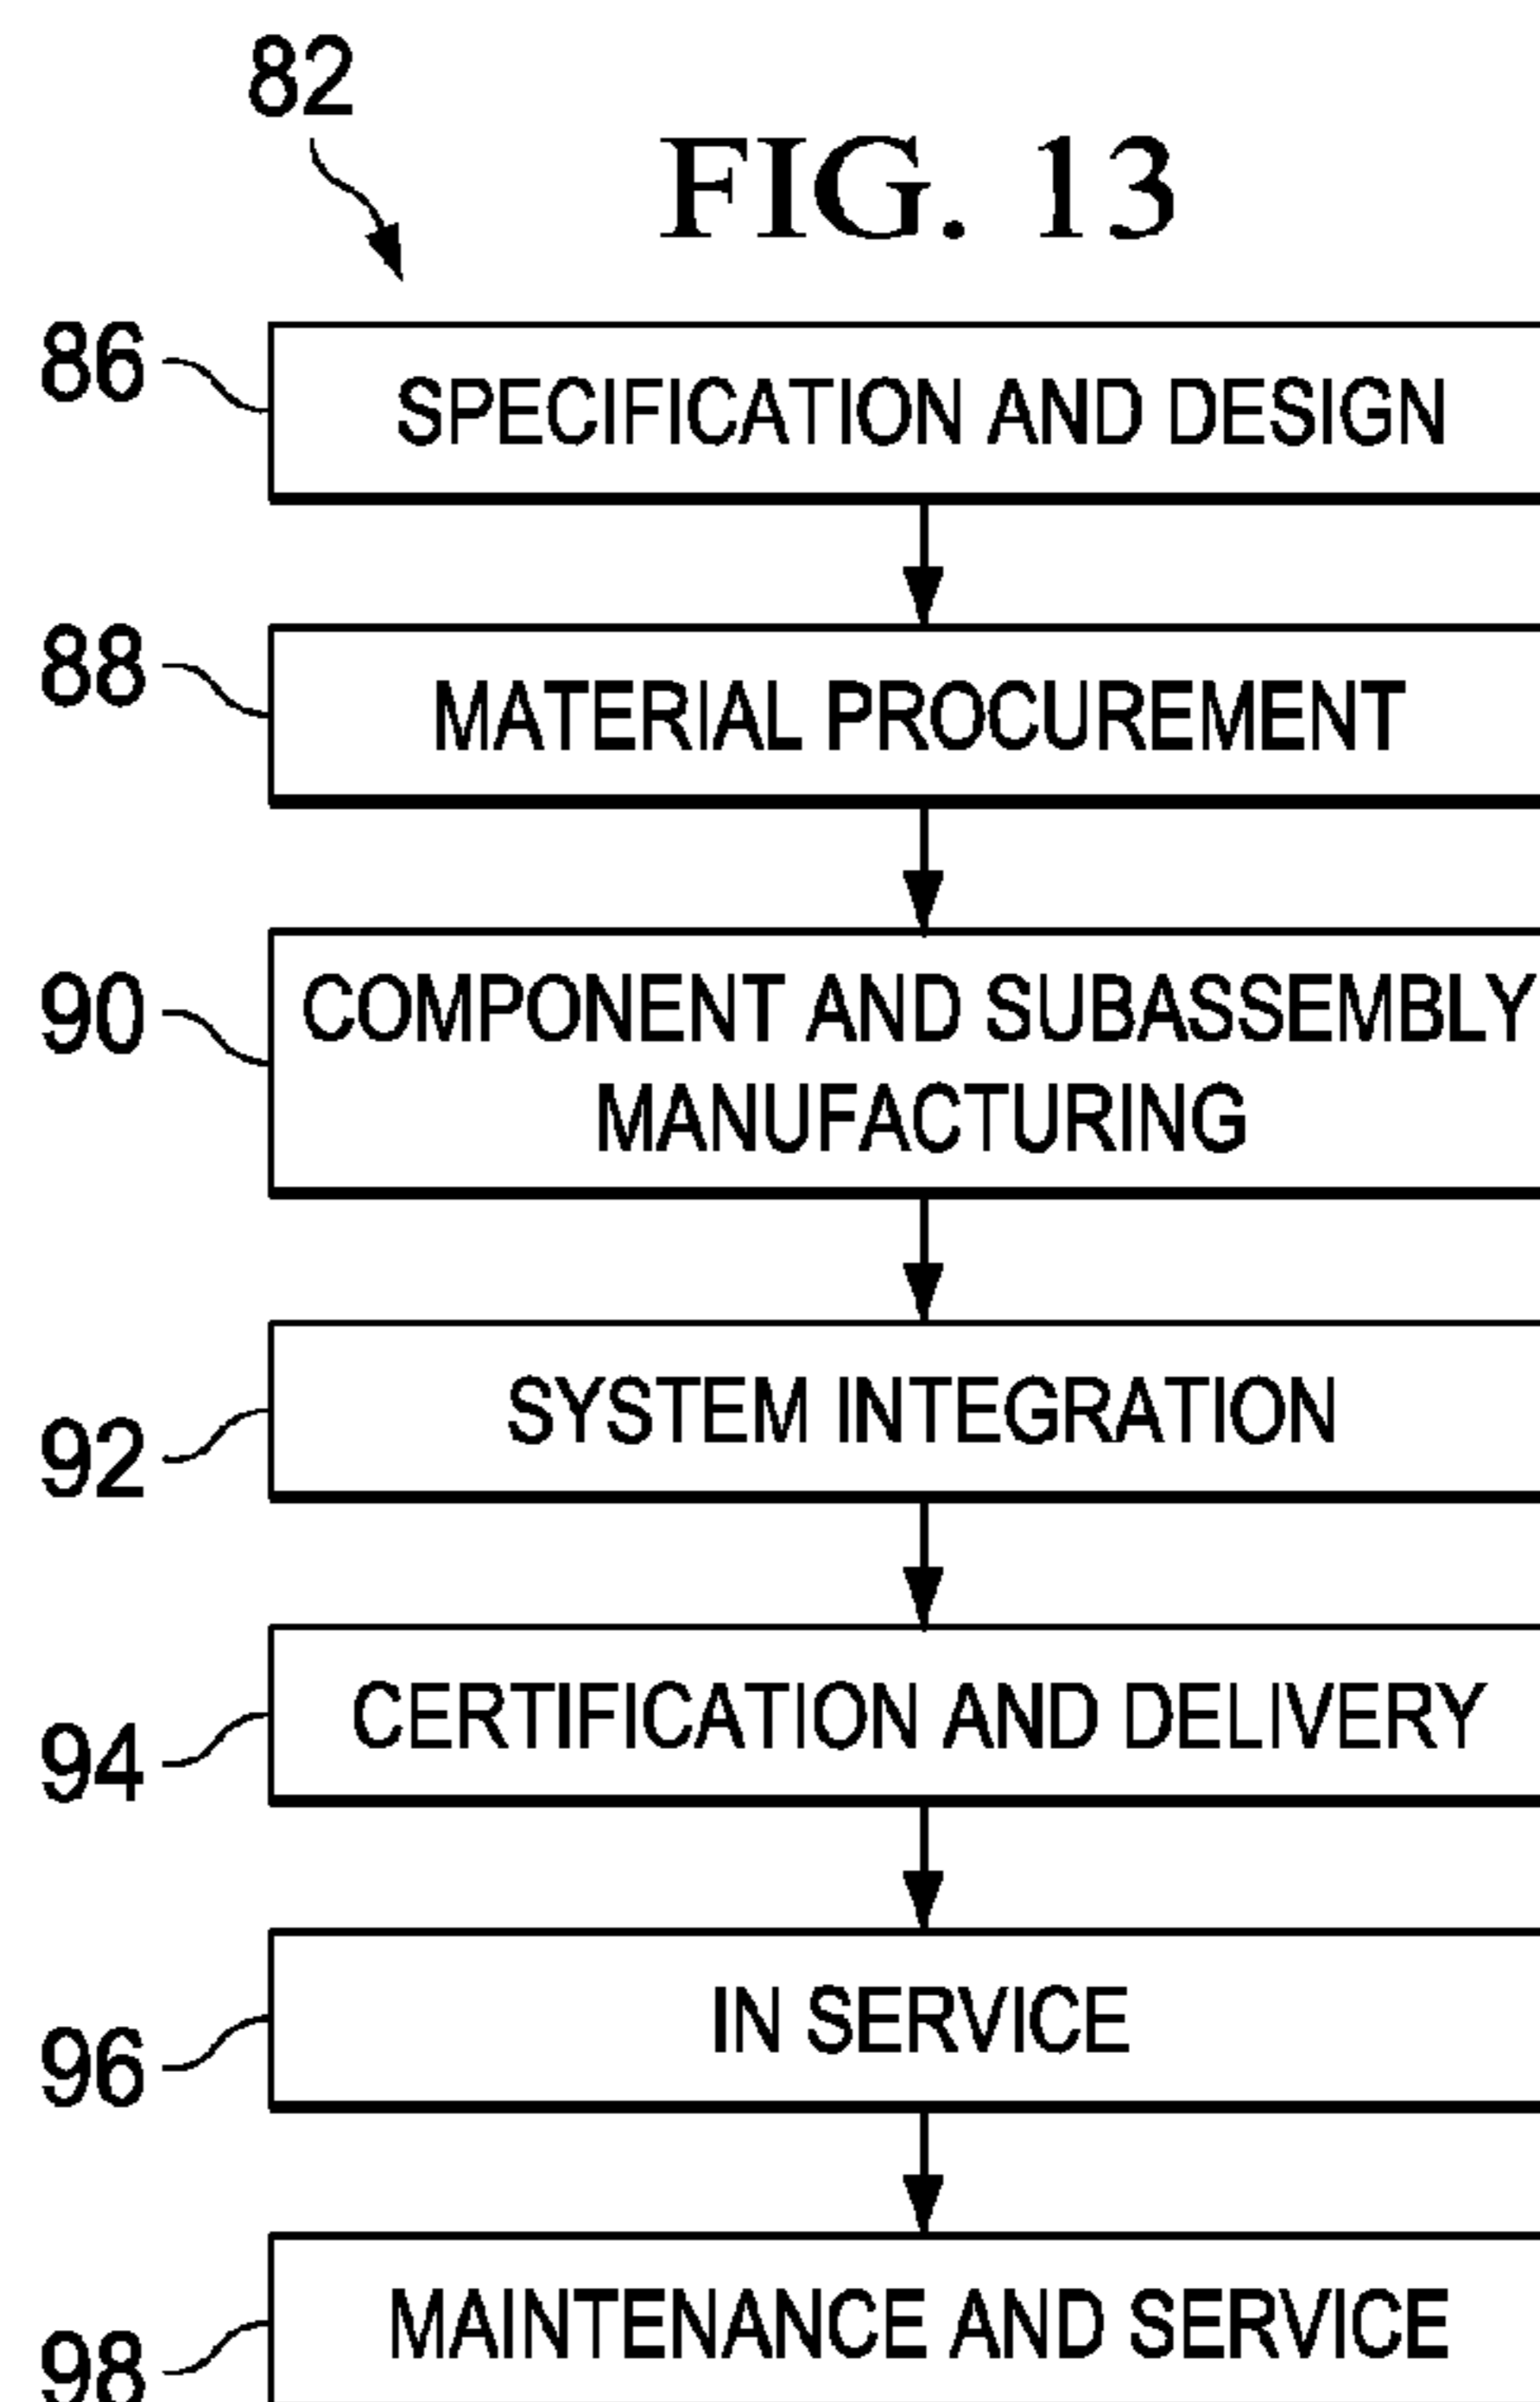 82
FIG. 13
86
SPECIFICATION AND DESIGN
88
MATERIAL PROCUREMENT
90
COMPONENT AND SUBASSEMBLY
MANUFACTURING
92
SYSTEM INTEGRATION
94
CERTIFICATION AND DELIVERY
96
IN SERVICE
98
MAINTENANCE AND SERVICE